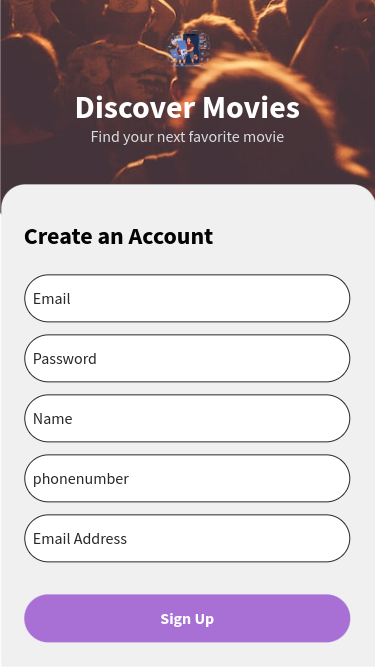 Discover Movies
Find your next favorite movie
Create an Account
Email
Password
Name
phonenumber
Email Address
Sign Up